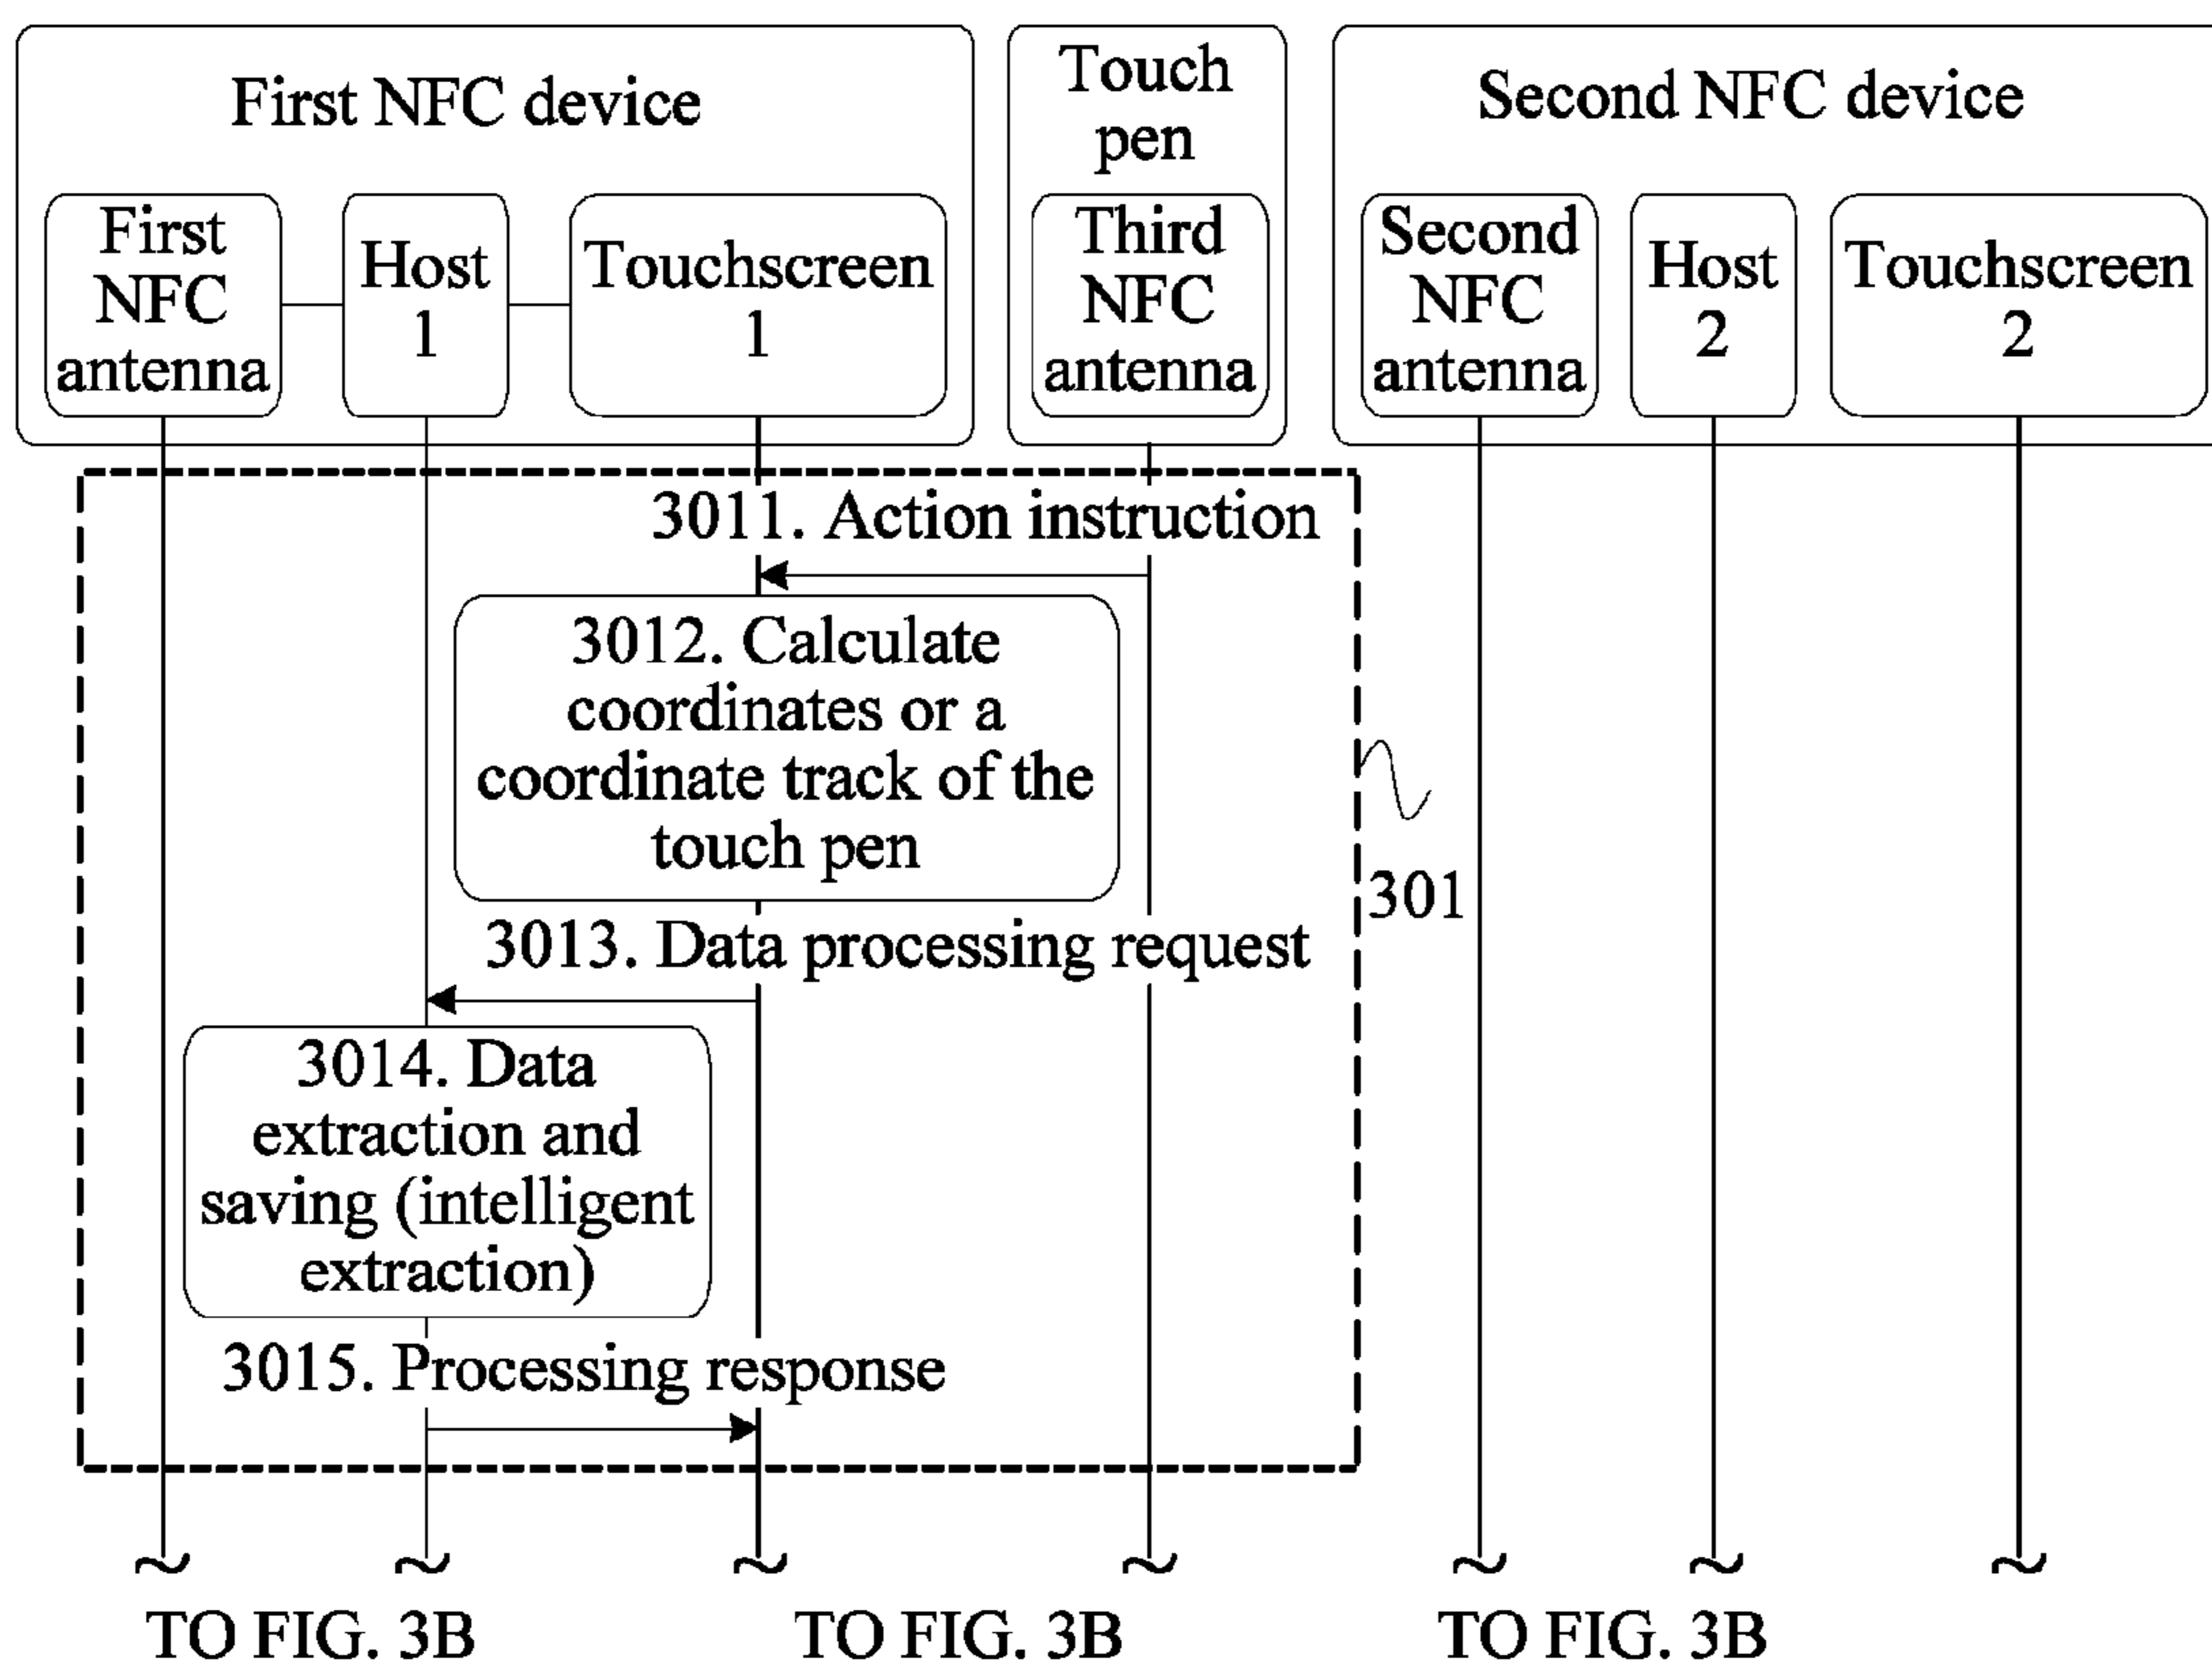 First NFC device
First
NFC
antenna
Host
1
Touchscreen
1
Touch
pen
Third
NFC
antenna
Second NFC device
Second
NFC
antenna
Host
2
Touchscreen
2
3011. Action instruction
3012. Calculate
coordinates or a
coordinate track of the
touch pen
301
3013. Data processing request
3014. Data
extraction and
saving (intelligent
extraction)
3015. Processing response
TO FIG. 3B
TO FIG. 3B
TO FIG. 3B